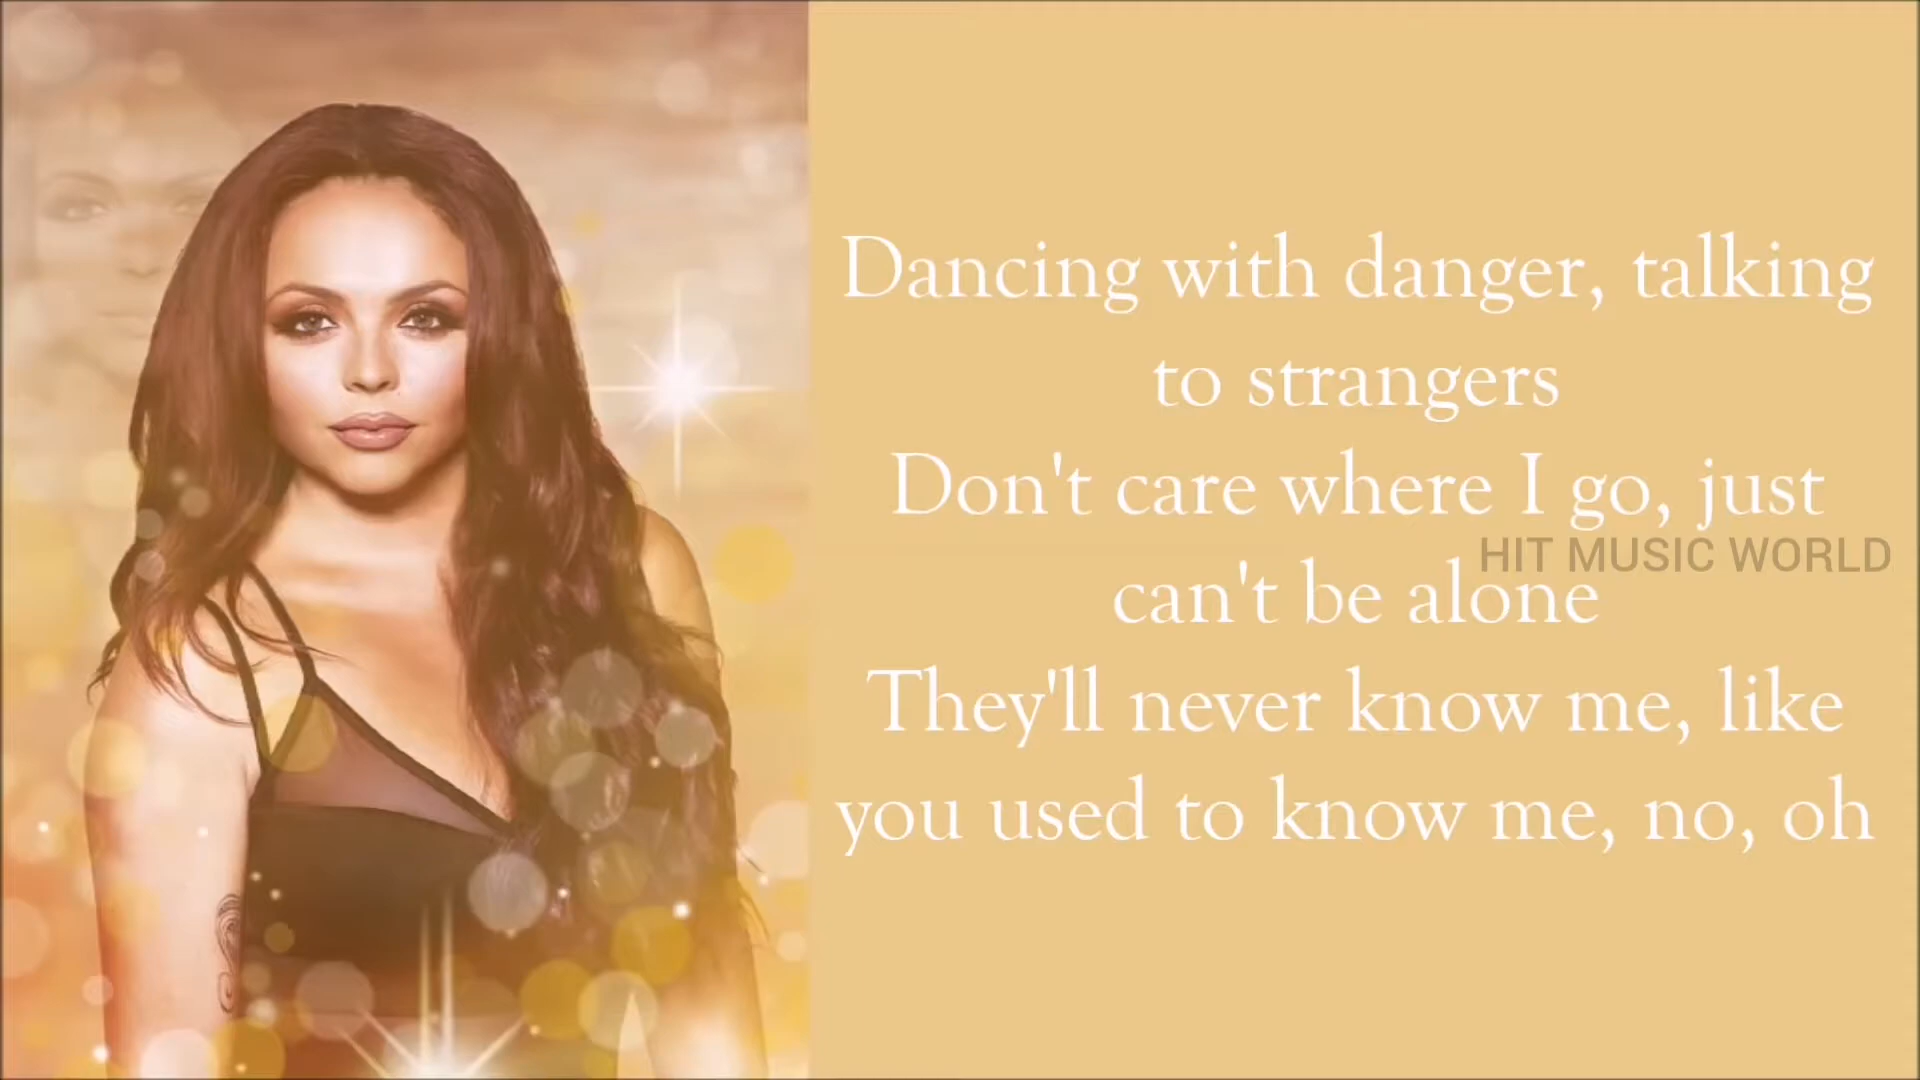 Dancing with danger, talking
to strangers
Don't care where I go, just
HIT MUSIC WORLD
can't be alone
They'll never know me, like
you used to know me, no, oh